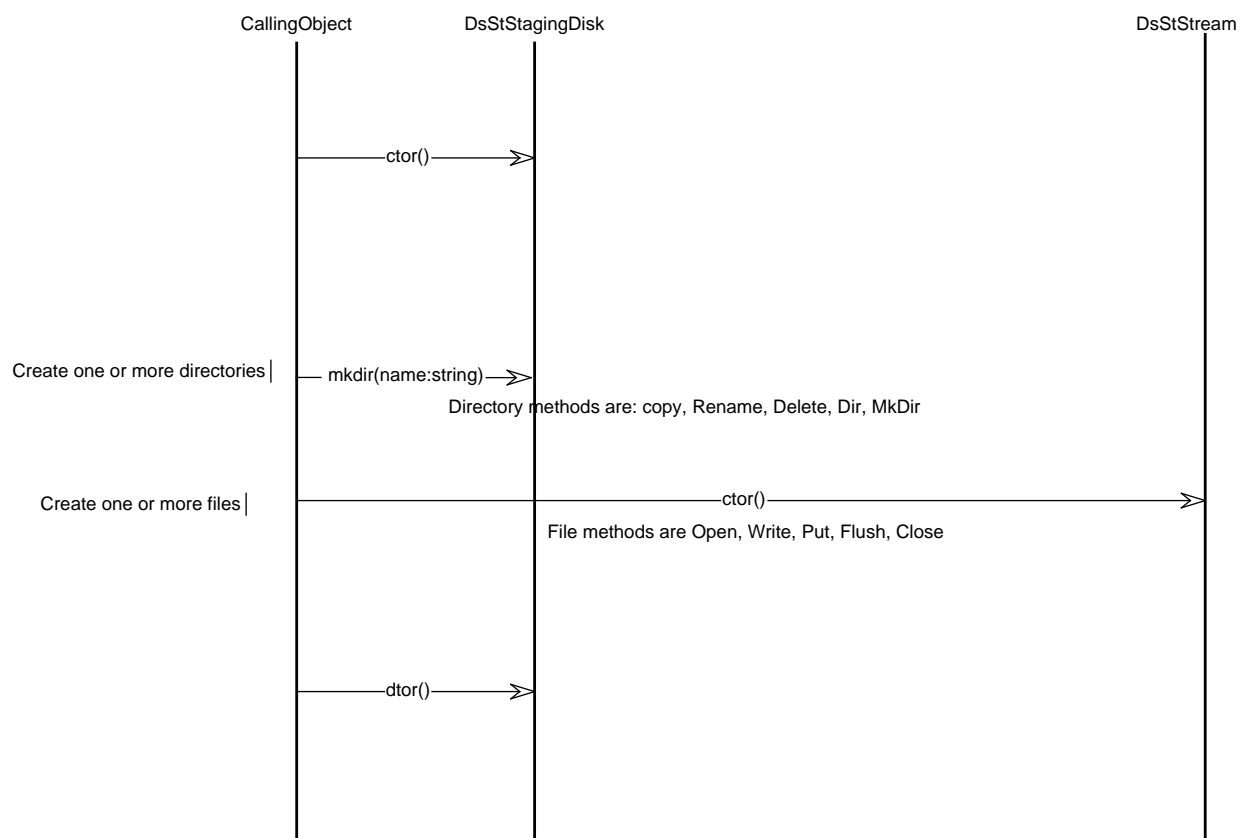 CallingObject
DsStStagingDisk
DsStStream
ctor()
Create one or more directories
mkdir(name:string)
Directory methods are: copy, Rename, Delete, Dir, MkDir
Create one or more files
ctor()
File methods are Open, Write, Put, Flush, Close
dtor()